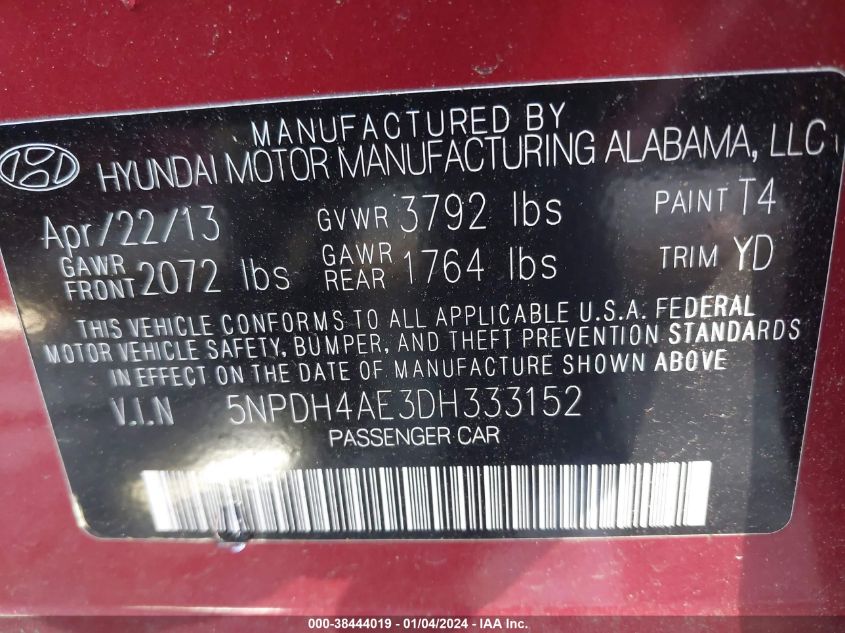 MANUFACTURED BY
HYUNDAI MOTOR MANUFACTURING ALABAMA, LLC
Apr/22/13 GVWR 3792 lbs PAINT T4
GAWR FRONT 2072 lbs GAWR REAR 1764 lbs TRIM YD
THIS VEHICLE CONFORMS TO ALL APPLICABLE U.S.A. FEDERAL
MOTOR VEHICLE SAFETY, BUMPER, AND THEFT PREVENTION STANDARDS
IN EFFECT ON THE DATE OF MANUFACTURE SHOWN ABOVE
V.I.N 5NPDH4AE3DH333152
PASSENGER CAR
000-38444019 - 01/04/2024 - IAA Inc.